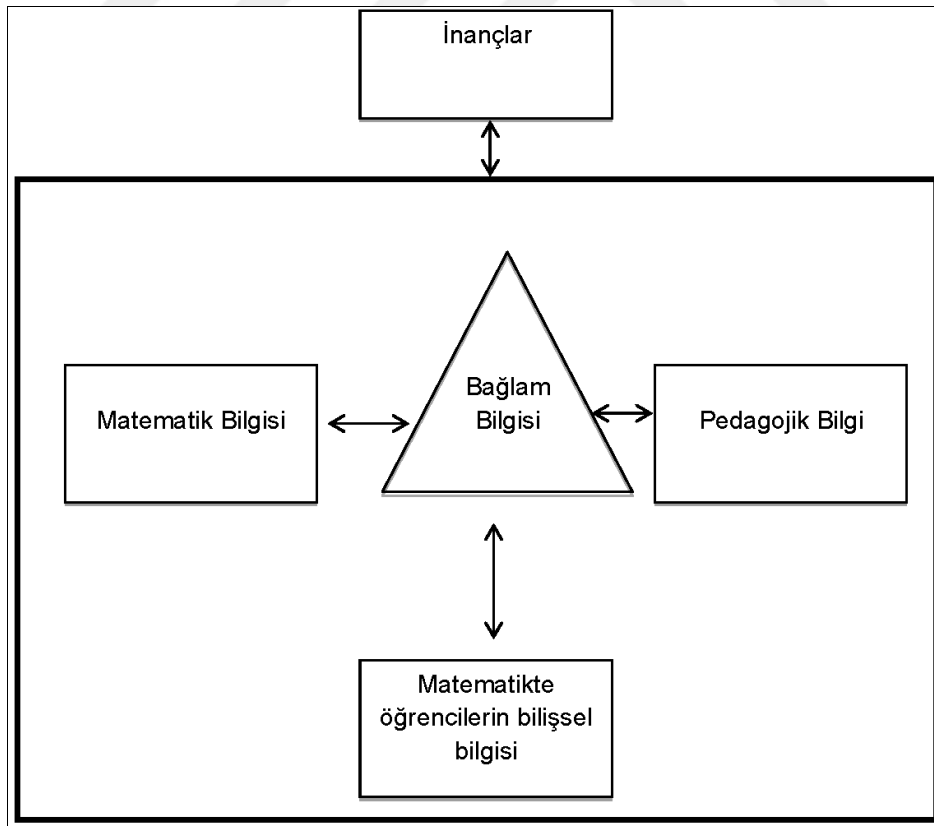 İnançlar
Bağlam
Bilgisi
Matematik Bilgisi
Pedagojik Bilgi
Matematikte
öğrencilerin bilişsel
bilgisi